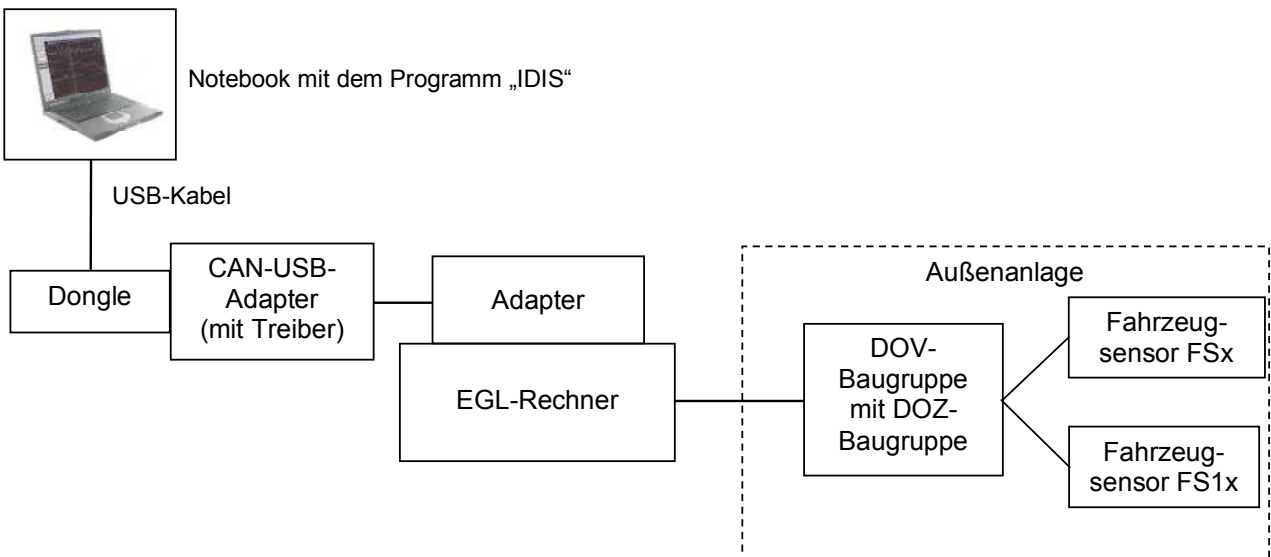 Notebook mit dem Programm „IDIS“
USB-Kabel
Dongle
CAN-USB-
Adapter
(mit Treiber)
Adapter
EGL-Rechner
Außenanlage
DOV-
Baugruppe
mit DOZ-
Baugruppe
Fahrzeug-
sensor FSx
Fahrzeug-
sensor FS1x